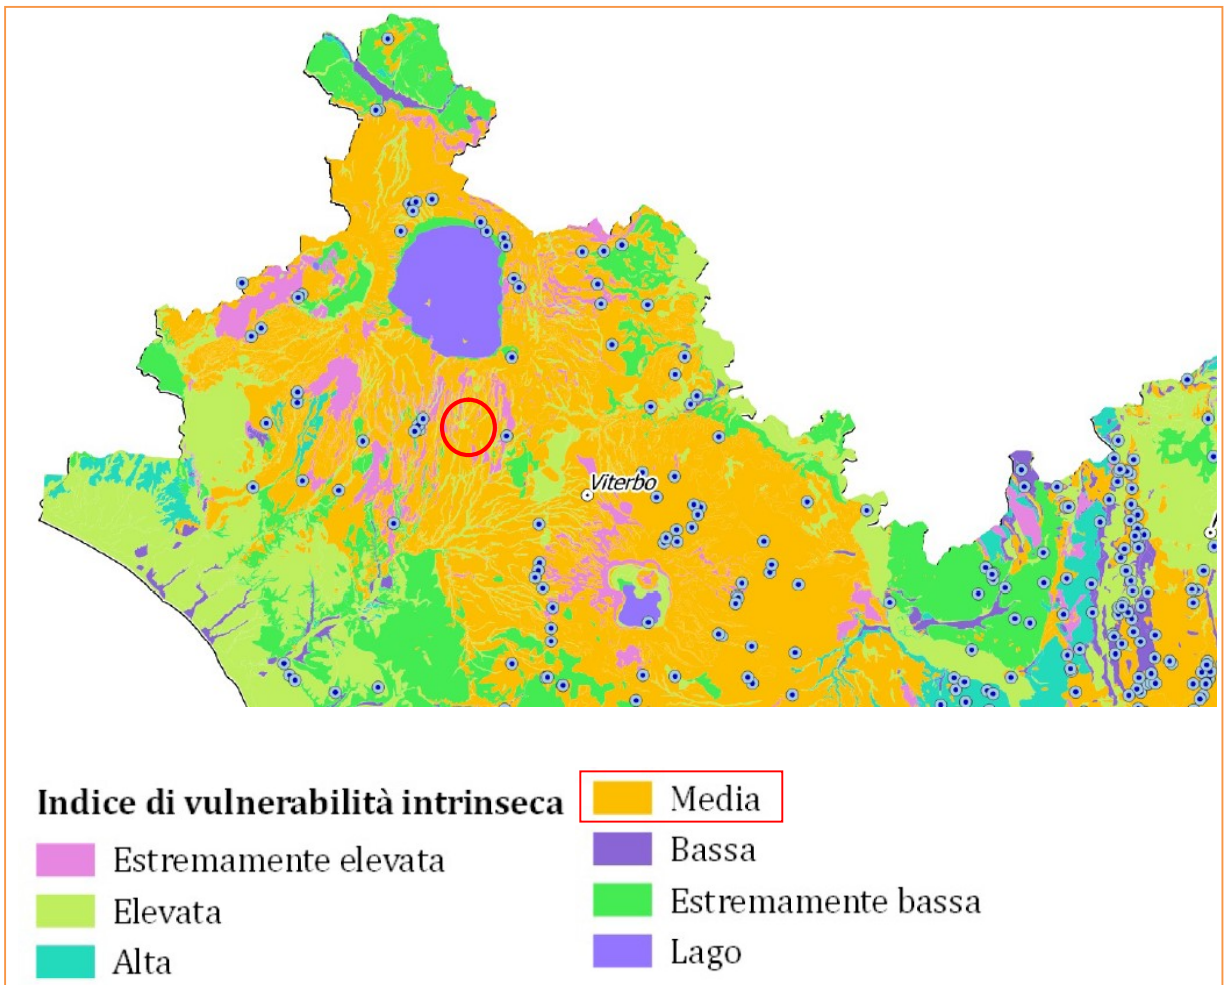 Viterbo
Indice di vulnerabilità intrinseca
Estremamente elevata
Elevata
Alta
Media
Bassa
Estremamente bassa
Lago